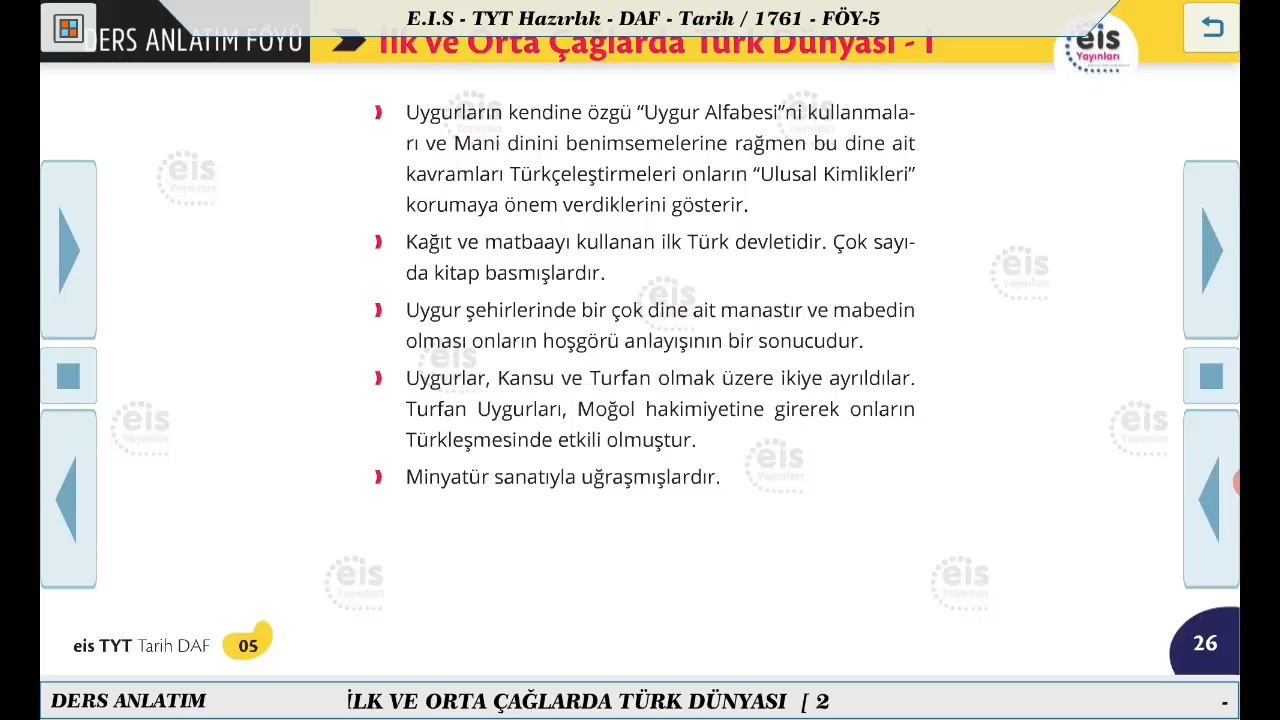 E.I.S - TYT Hazırlık - DAF - Tarih / 1761 - FÖY-5
DERS ANLATIM FÖYÜ
İlk ve Orta Çağlarda Türk Dünyası - I
eis
Yayınları
Uygurların kendine özgü “Uygur Alfabesi”ni kullanmala-
rı ve Mani dinini benimsemelerine rağmen bu dine ait
kavramları Türkçeleştirmeleri onların “Ulusal Kimlikleri”
korumaya önem verdiklerini gösterir.
Kağıt ve matbaayı kullanan ilk Türk devletidir. Çok sayı-
da kitap basmışlardır.
Uygur şehirlerinde bir çok dine ait manastır ve mabedin
olması onların hoşgörü anlayışının bir sonucudur.
Uygurlar, Kansu ve Turfan olmak üzere ikiye ayrıldılar.
Turfan Uygurları, Moğol hakimiyetine girerek onların
Türkleşmesinde etkili olmuştur.
Minyatür sanatıyla uğraşmışlardır.
eis TYT Tarih DAF 05
26
DERS ANLATIM İLK VE ORTA ÇAĞLARDA TÜRK DÜNYASI [ 2 -